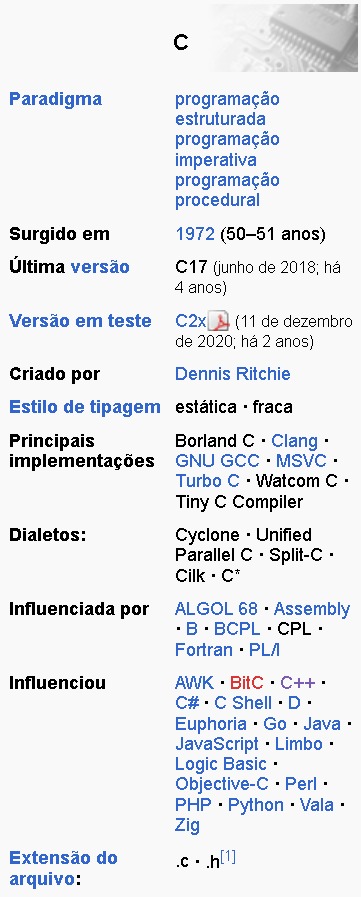 C
Paradigma programação
estruturada
programação
imperativa
programação
procedural
Surgido em 1972 (50–51 anos)
Última versão C17 (junho de 2018; há
4 anos)
Versão em teste C2x (11 de dezembro
de 2020; há 2 anos)
Criado por Dennis Ritchie
Estilo de tipagem estática · fraca
Principais Borland C · Clang ·
implementações GNU GCC · MSVC ·
Turbo C · Watcom C ·
Tiny C Compiler
Dialetos: Cyclone · Unified
Parallel C · Split-C ·
Cilk · C*
Influenciada por ALGOL 68 · Assembly
· B · BCPL · CPL ·
Fortran · PL/I
Influenciou AWK · BitC · C++ ·
C# · C Shell · D ·
Euphoria · Go · Java ·
JavaScript · Limbo ·
Logic Basic ·
Objective-C · Perl ·
PHP · Python · Vala ·
Zig
Extensão do .c · .h[1]
arquivo: